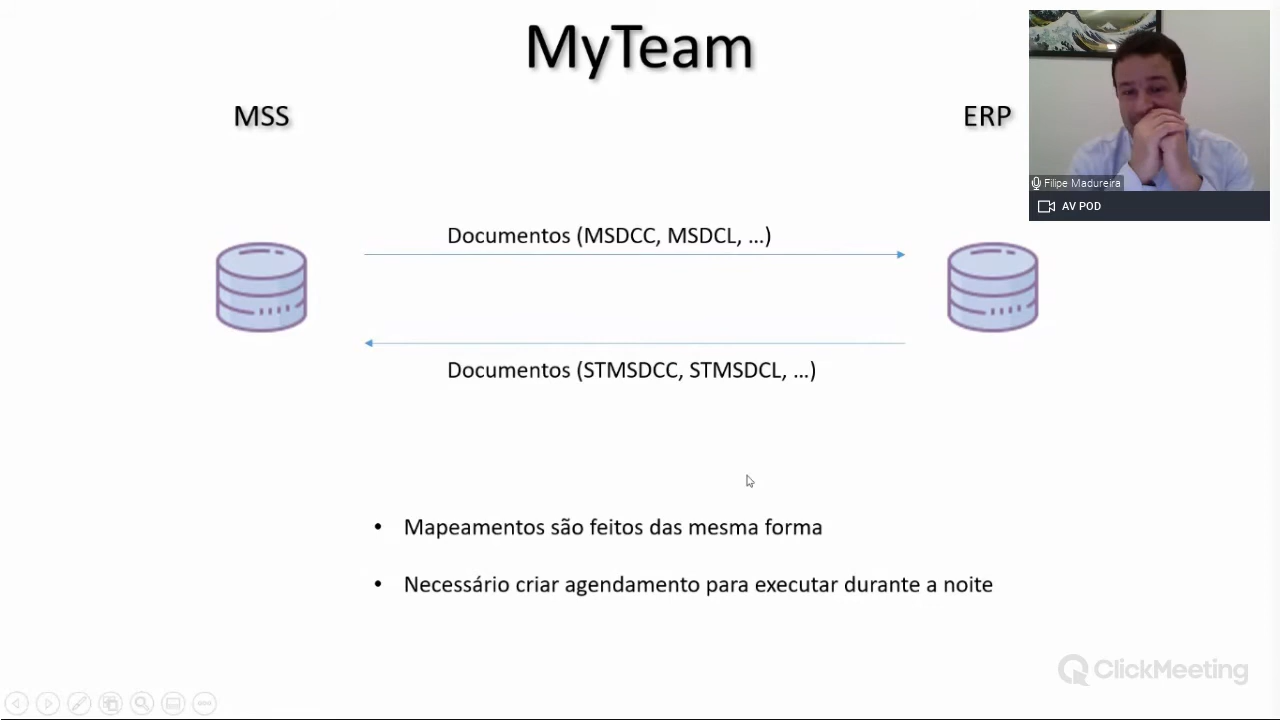 MyTeam
MSS
ERP
Filipe Madureira
AV POD
Documentos (MSDCC, MSDCL, ...)
Documentos (STMSDCC, STMSDCL, ...)
• Mapeamentos são feitos das mesma forma
• Necessário criar agendamento para executar durante a noite
ClickMeeting